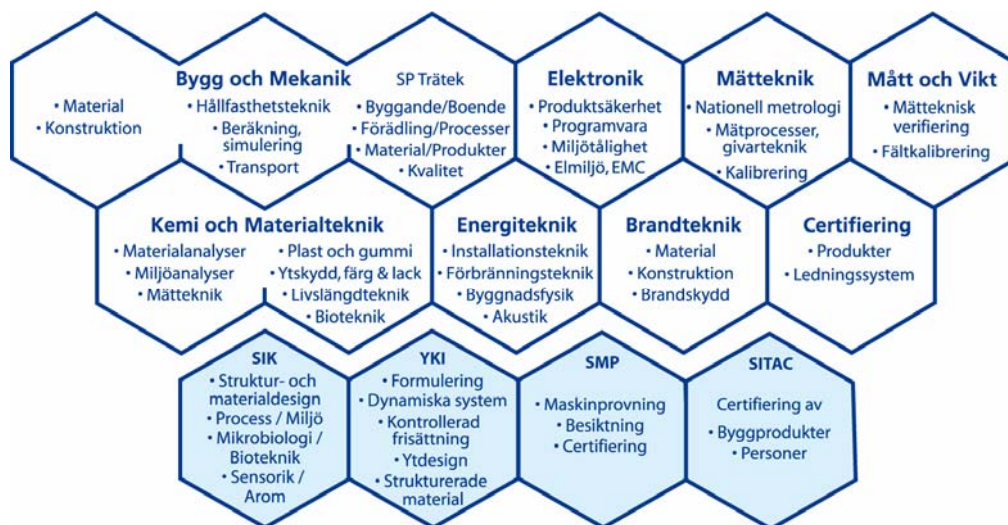 • Material
• Konstruktion
Bygg och Mekanik
• Hållfasthetsteknik
• Beräkning,
simulering
• Transport
SP Trätek
• Byggande/Boende
• Förädling/Processer
• Material/Produkter
• Kvalitet
Elektronik
• Produktsäkerhet
• Programvara
• Miljötålighet
• Elmiljö, EMC
Mätteknik
• Nationell metrologi
• Mätprocesser,
givarteknik
• Kalibrering
Mått och Vikt
• Mätteknisk
verifiering
• Fältkalibrering
Kemi och Materialteknik
• Materialanalyser
• Miljöanalyser
• Mätteknik
• Plast och gummi
• Ytskydd, färg & lack
• Livslängdteknik
• Bioteknik
Energiteknik
• Installationsteknik
• Förbränningsteknik
• Byggnadsfysik
• Akustik
Brandteknik
• Material
• Konstruktion
• Brandskydd
Certifiering
• Produkter
• Ledningssystem
SIK
• Struktur- och
materialdesign
• Process / Miljö
• Mikrobiologi /
Bioteknik
• Sensorik /
Arom
YKI
• Formulering
• Dynamiska system
• Kontrollerad
frisättning
• Ytdesign
• Strukturerade
material
SMP
• Maskinprovning
• Besiktning
• Certifiering
SITAC
Certifiering av
• Byggprodukter
• Personer